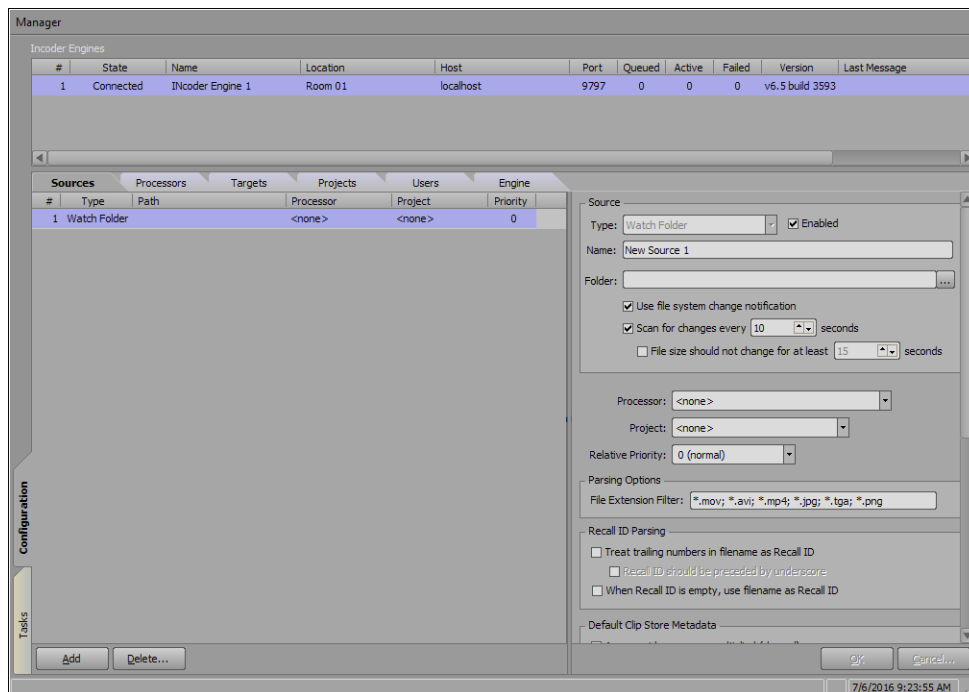 Manager
Incoder Engines
# State Name Location Host Port Queued Active Failed Version Last Message
1 Connected INcoder Engine 1 Room 01 localhost 9797 0 0 0 v6.5 build 3593
Sources Processors Targets Projects Users Engine
# Type Path Processor Project Priority
1 Watch Folder <none> <none> 0
Source
Type: Watch Folder Enabled
Name: New Source 1
Folder: ...
Use file system change notification
Scan for changes every 10 seconds
File size should not change for at least 15 seconds
Processor: <none>
Project: <none>
Relative Priority: 0 (normal)
Parsing Options
File Extension Filter: *.mov; *.avi; *.mp4; *.jpg; *.tga; *.png
Recall ID Parsing
Treat trailing numbers in filename as Recall ID
Recall ID should be preceded by underscore
When Recall ID is empty, use filename as Recall ID
Default Clip Store Metadata
Configuration
Tasks
Add Delete... OK Cancel...
7/6/2016 9:23:55 AM